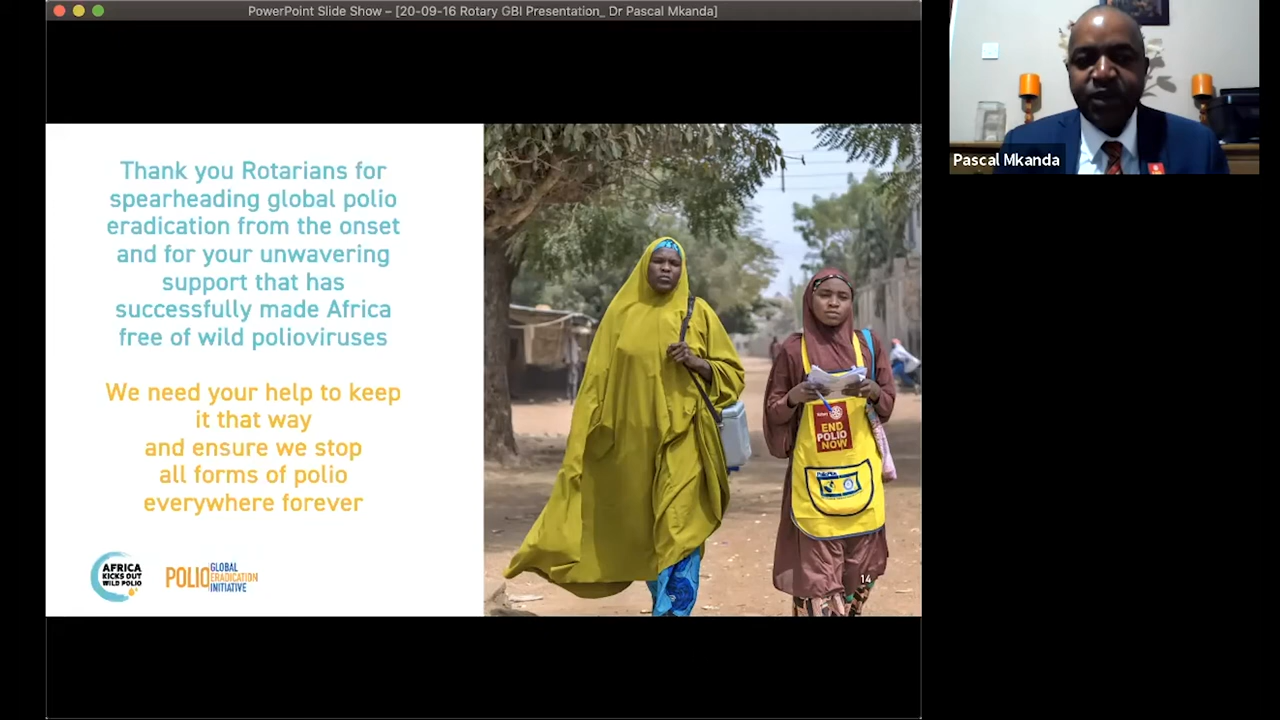 PowerPoint Slide Show – [20-09-16 Rotary GBI Presentation_ Dr Pascal Mkanda]
Thank you Rotarians for
spearheading global polio
eradication from the onset
and for your unwavering
support that has
successfully made Africa
free of wild polioviruses
We need your help to keep
it that way
and ensure we stop
all forms of polio
everywhere forever
AFRICA
KICKS OUT
WILD POLIO
POLIO GLOBAL
ERADICATION
INITIATIVE
Rotary
END
POLIO
NOW
14
Pascal Mkanda